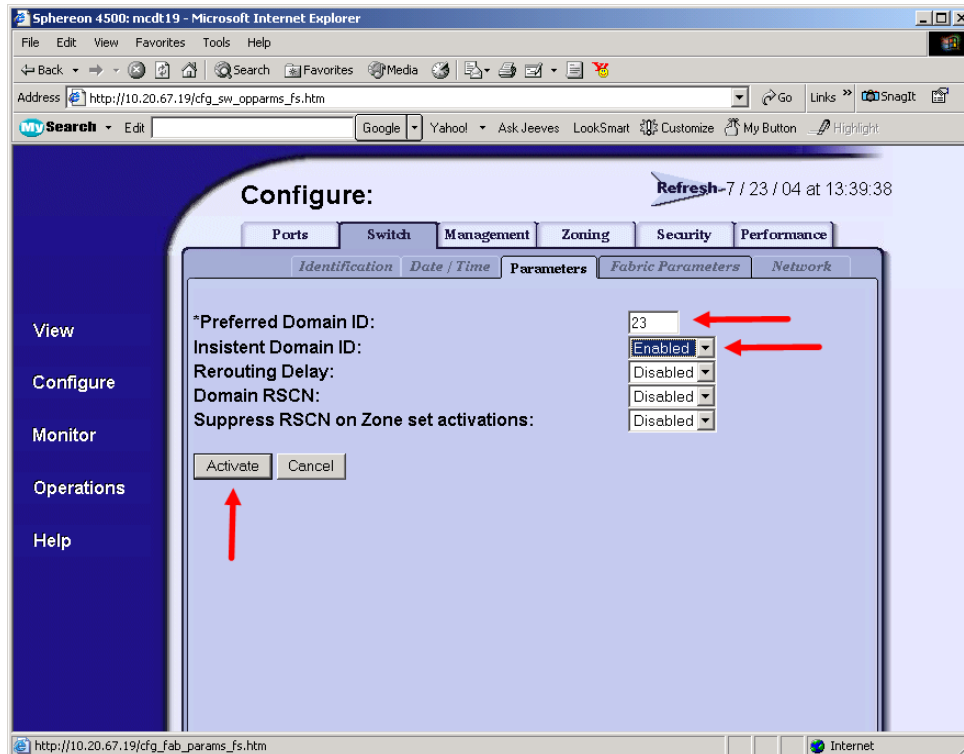 Sphereon 4500: mcdt19 - Microsoft Internet Explorer
File Edit View Favorites Tools Help
Back Search Favorites Media
Address http://10.20.67.19/cfg_sw_opparms_fs.htm Go Links » SnagIt
My Search Edit Google Yahoo! Ask Jeeves LookSmart Customize My Button Highlight
Configure: Refresh-7 / 23 / 04 at 13:39:38
Ports Switch Management Zoning Security Performance
Identification Date / Time Parameters Fabric Parameters Network
View
Configure
Monitor
Operations
Help
*Preferred Domain ID: 23
Insistent Domain ID: Enabled
Rerouting Delay: Disabled
Domain RSCN: Disabled
Suppress RSCN on Zone set activations: Disabled
Activate Cancel
http://10.20.67.19/cfg_fab_params_fs.htm Internet